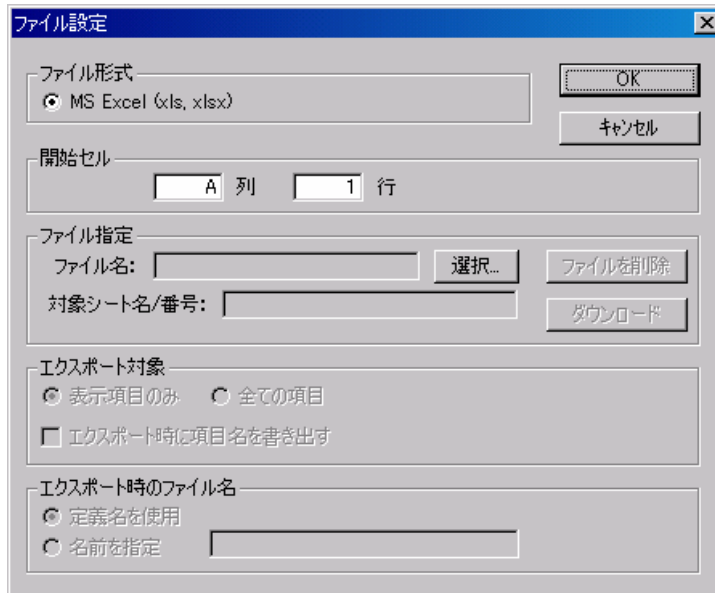 ファイル設定
ファイル形式
MS Excel (xls, xlsx)
OK
キャンセル
開始セル
A 列 1 行
ファイル指定
ファイル名: 選択... ファイルを削除
対象シート名/番号:
ダウンロード
エクスポート対象
表示項目のみ 全ての項目
エクスポート時に項目名を書き出す
エクスポート時のファイル名
定義名を使用
名前を指定